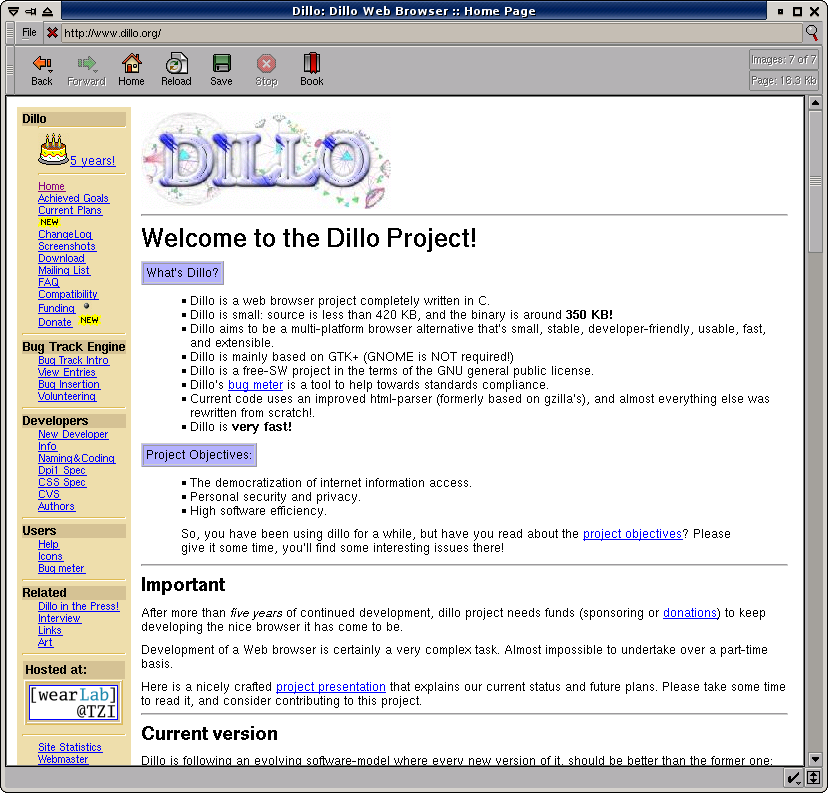 Dillo: Dillo Web Browser :: Home Page
File
http://www.dillo.org/
Back
Forward
Home
Reload
Save
Stop
Book
Images: 7 of 7
Page: 16.3 Kb
Dillo
5 years!
Home
Achieved Goals
Current Plans
NEW
ChangeLog
Screenshots
Download
Mailing List
FAQ
Compatibility
Funding
Donate NEW
Bug Track Engine
Bug Track Intro
View Entries
Bug Insertion
Volunteering
Developers
New Developer
Info
Naming&Coding
Dpi1 Spec
CSS Spec
CVS
Authors
Users
Help
Icons
Bug meter
Related
Dillo in the Press!
Interview
Links
Art
Hosted at:
[wearLab]
@TZI
Site Statistics
Webmaster
DILLO
Welcome to the Dillo Project!
What's Dillo?
Dillo is a web browser project completely written in C.
Dillo is small: source is less than 420 KB, and the binary is around 350 KB!
Dillo aims to be a multi-platform browser alternative that's small, stable, developer-friendly, usable, fast,
and extensible.
Dillo is mainly based on GTK+ (GNOME is NOT required!)
Dillo is a free-SW project in the terms of the GNU general public license.
Dillo's bug meter is a tool to help towards standards compliance.
Current code uses an improved html-parser (formerly based on gzilla's), and almost everything else was
rewritten from scratch!.
Dillo is very fast!
Project Objectives:
The democratization of internet information access.
Personal security and privacy.
High software efficiency.
So, you have been using dillo for a while, but have you read about the project objectives? Please
give it some time, you'll find some interesting issues there!
Important
After more than five years of continued development, dillo project needs funds (sponsoring or donations) to keep
developing the nice browser it has come to be.
Development of a Web browser is certainly a very complex task. Almost impossible to undertake over a part-time
basis.
Here is a nicely crafted project presentation that explains our current status and future plans. Please take some time
to read it, and consider contributing to this project.
Current version
Dillo is following an evolving software-model where every new version of it, should be better than the former one;